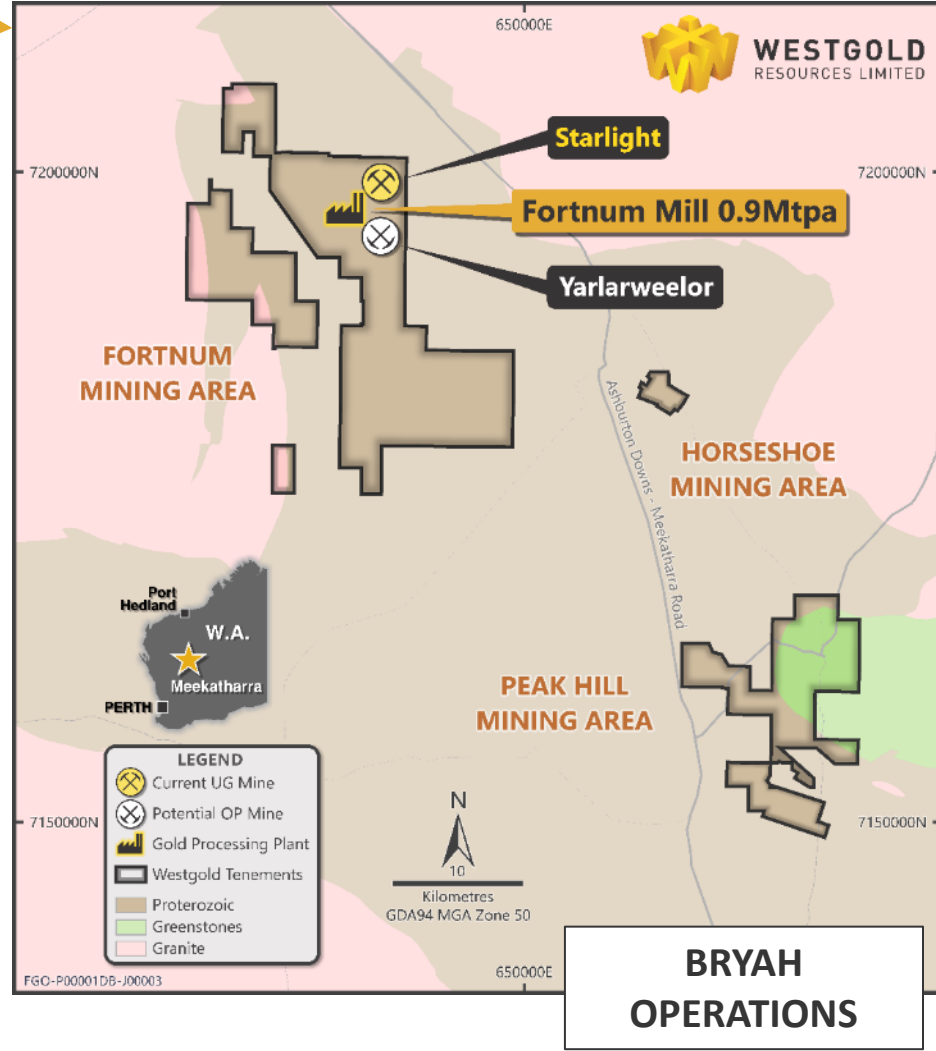 650000E
WESTGOLD
RESOURCES LIMITED
Starlight
7200000N
7200000N
Fortnum Mill 0.9Mtpa
Yarlarweelor
FORTNUM
MINING AREA
Ashburton Downs - Meekatharra Road
HORSESHOE
MINING AREA
Port
Hedland
W.A.
Meekatharra
PERTH
PEAK HILL
MINING AREA
LEGEND
Current UG Mine
Potential OP Mine
Gold Processing Plant
Westgold Tenements
Proterozoic
Greenstones
Granite
N
10
Kilometres
GDA94 MGA Zone 50
7150000N
7150000N
FGO-P00001DB-J00003
650000E
BRYAH
OPERATIONS